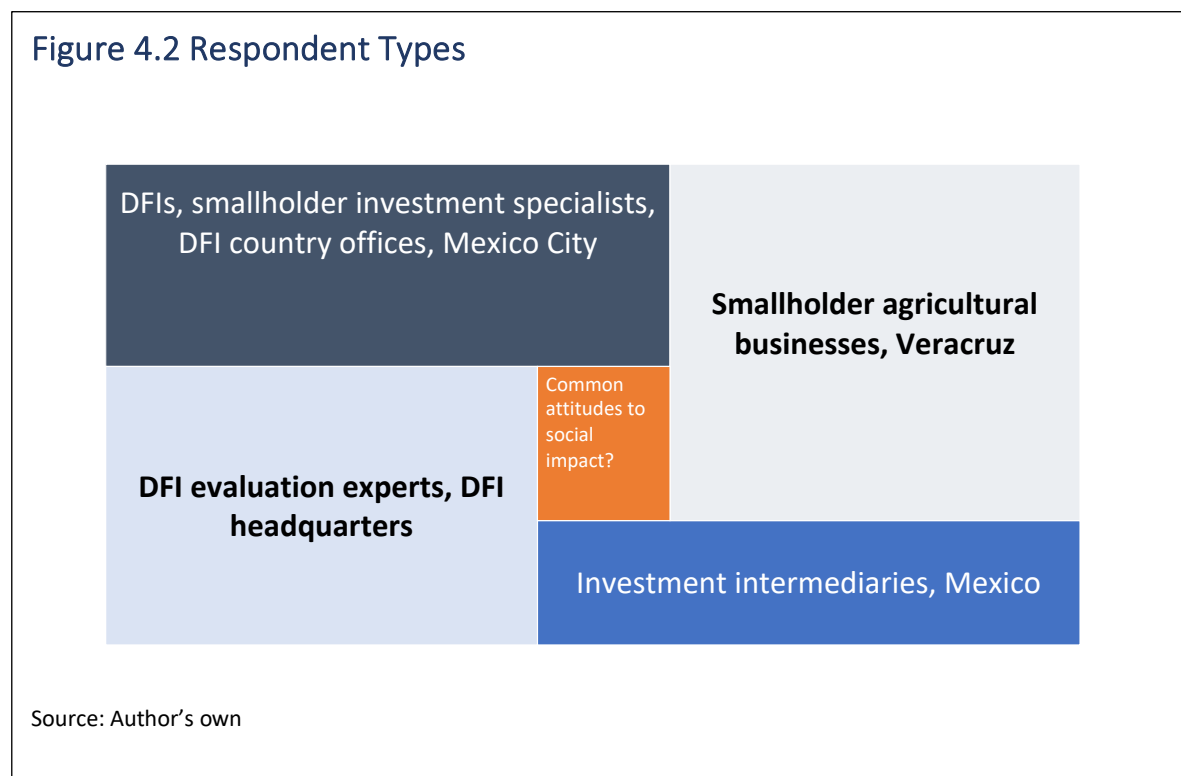 Figure 4.2 Respondent Types
DFIs, smallholder investment specialists,
DFI country offices, Mexico City
Smallholder agricultural
businesses, Veracruz
Common
attitudes to
social
impact?
DFI evaluation experts, DFI
headquarters
Investment intermediaries, Mexico
Source: Author’s own